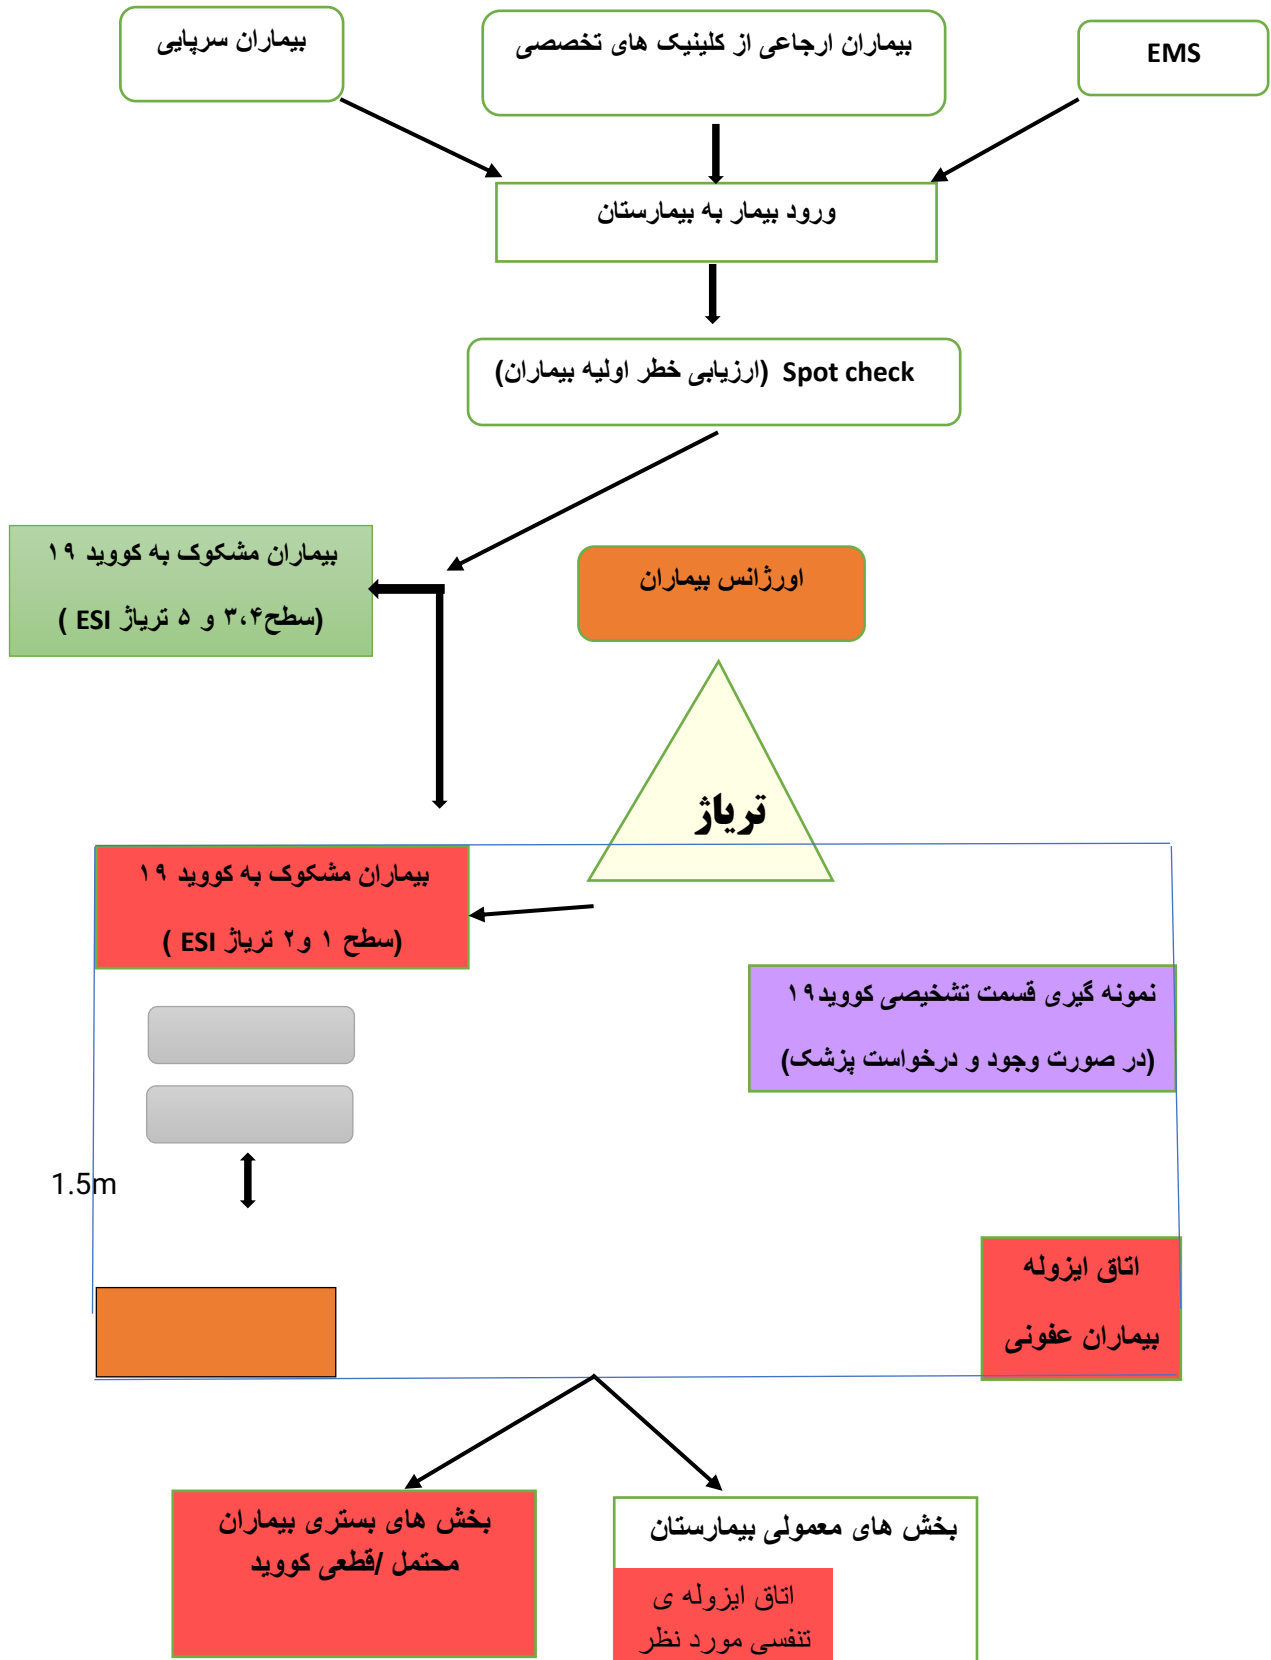 بیماران سرپایی
بیماران ارجاعی از کلینیک های تخصصی
EMS
ورود بیمار به بیمارستان
Spot check (ارزیابی خطر اولیه بیماران)
بیماران مشکوک به کووید ۱۹
(سطح۳،۴ و ۵ تریاژ ESI )
اورژانس بیماران
تریاژ
بیماران مشکوک به کووید ۱۹
(سطح ۱ و۲ تریاژ ESI )
نمونه گیری قسمت تشخیصی کووید۱۹
(در صورت وجود و درخواست پزشک)
1.5m
اتاق ایزوله
بیماران عفونی
بخش های بستری بیماران
محتمل /قطعی کووید
بخش های معمولی بیمارستان
اتاق ایزوله ی
تنفسی مورد نظر